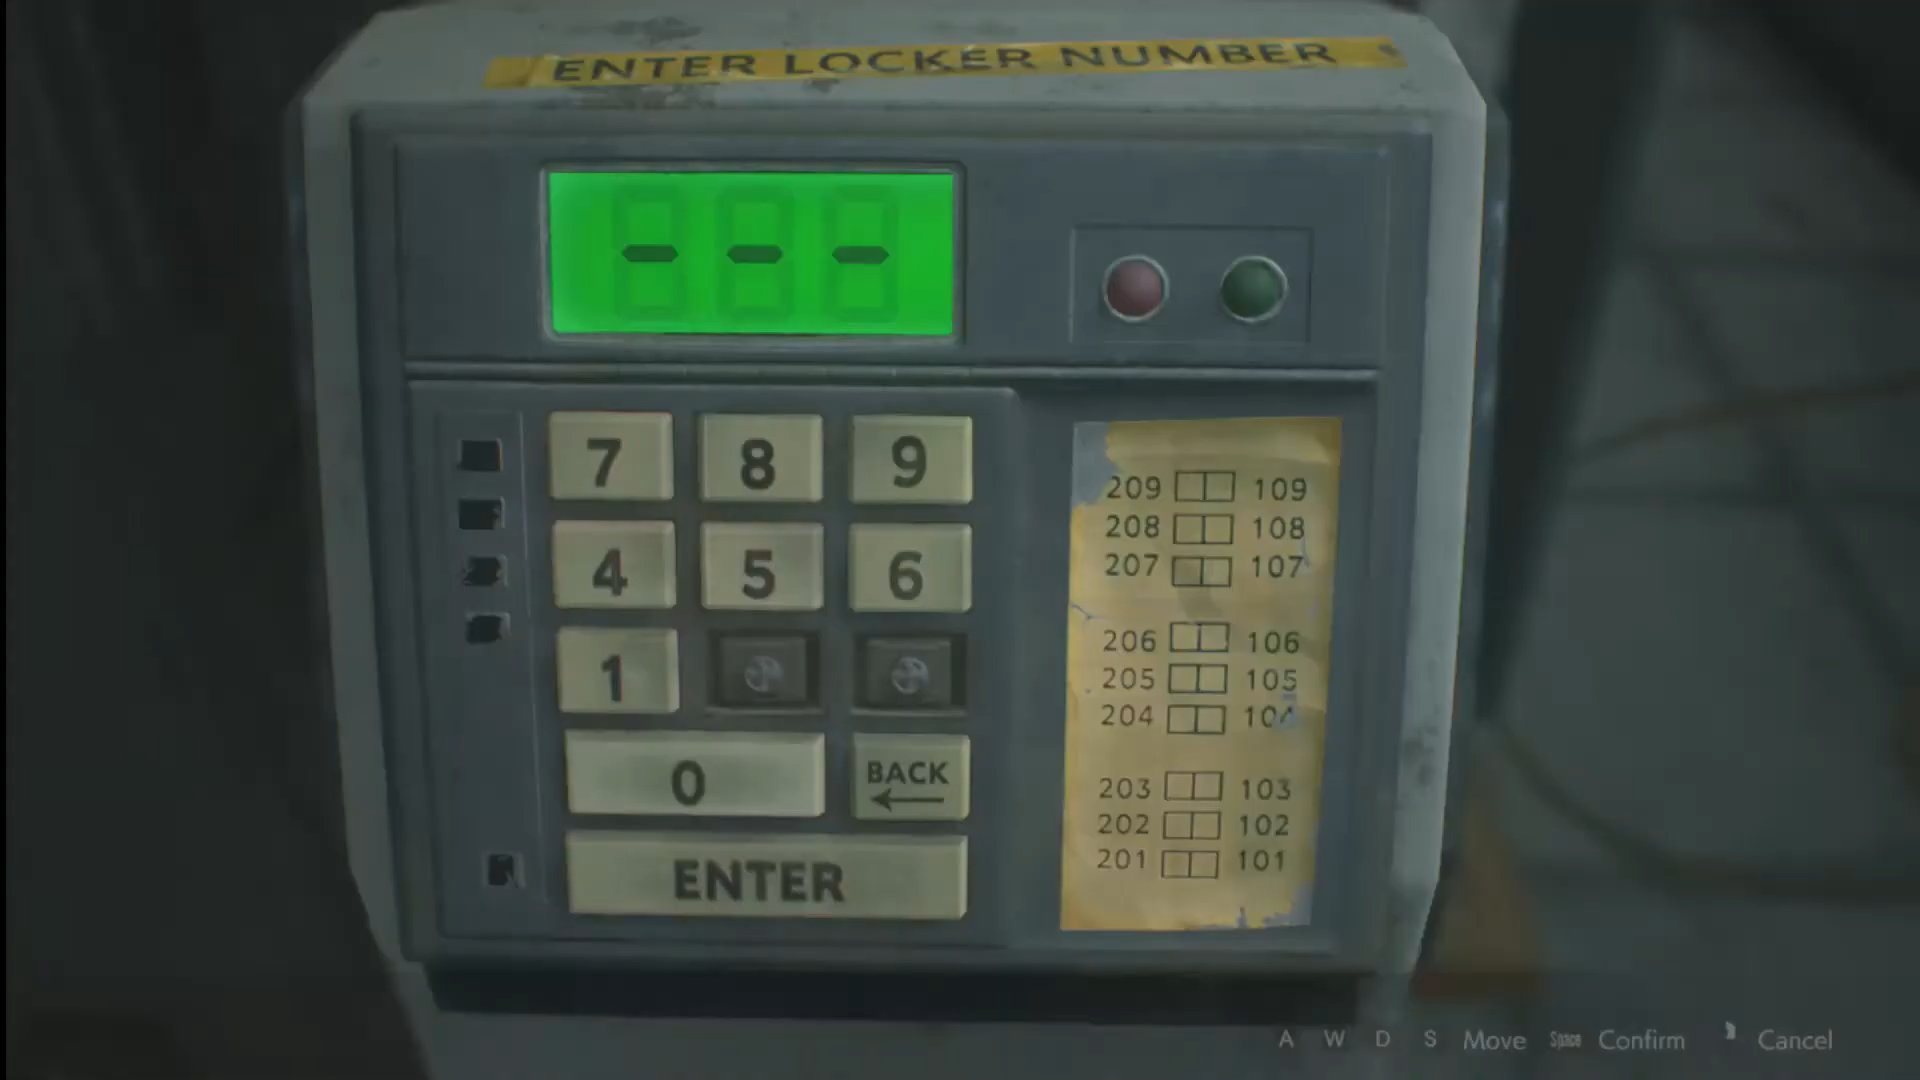 ENTER LOCKER NUMBER
7 8 9
4 5 6
1
0 BACK
ENTER
209 109
208 108
207 107
206 106
205 105
204 104
203 103
202 102
201 101
A W D S Move Space Confirm Cancel